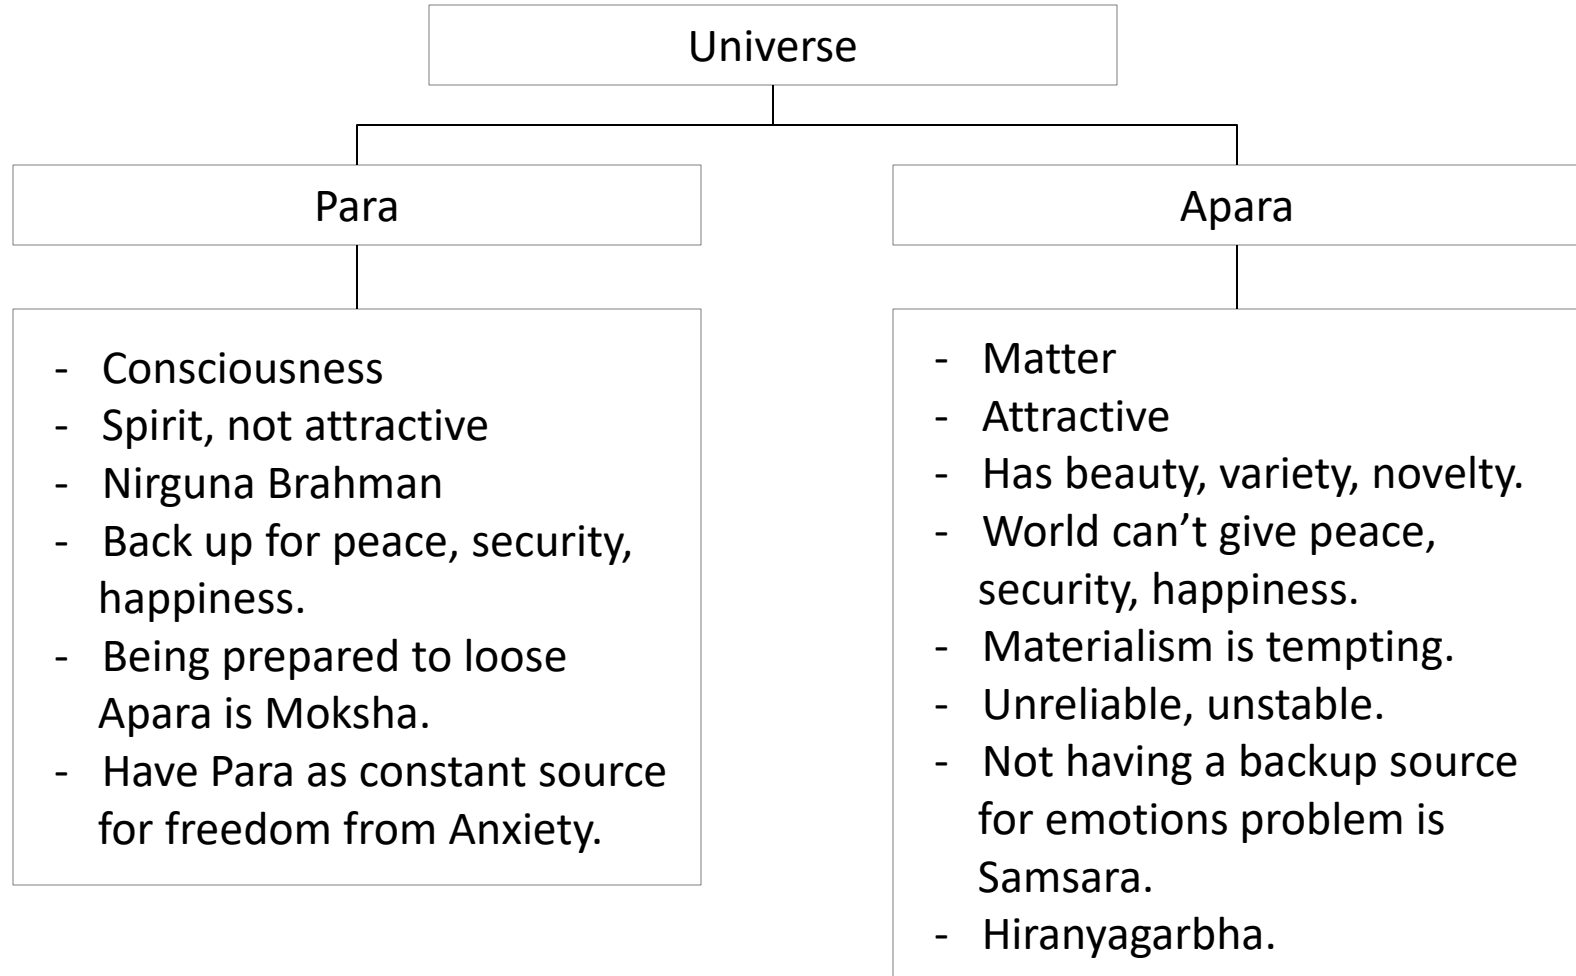 Universe
Para
Apara
- Consciousness
- Spirit, not attractive
- Nirguna Brahman
- Back up for peace, security,
happiness.
- Being prepared to loose
Apara is Moksha.
- Have Para as constant source
for freedom from Anxiety.
- Matter
- Attractive
- Has beauty, variety, novelty.
- World can’t give peace,
security, happiness.
- Materialism is tempting.
- Unreliable, unstable.
- Not having a backup source
for emotions problem is
Samsara.
- Hiranyagarbha.